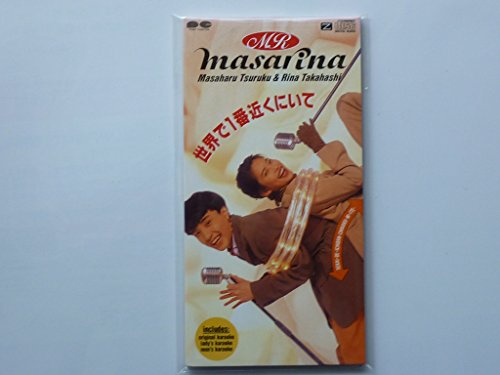 MR
masarina
Masaharu Tsuruku & Rina Takahashi
世界で1番近くにいて
includes:
original karaoke
lady's karaoke
man's karaoke